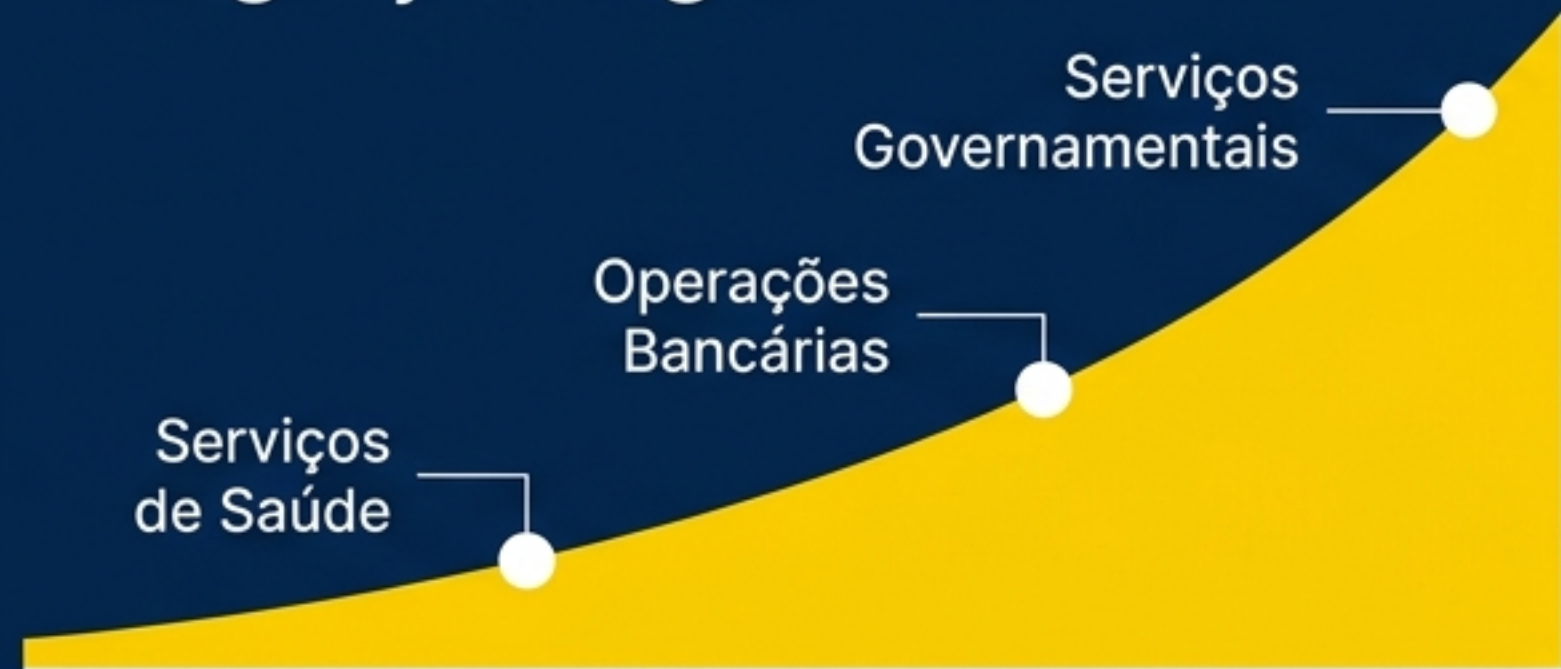 Serviços
Governamentais
Operações
Bancárias
Serviços
de Saúde